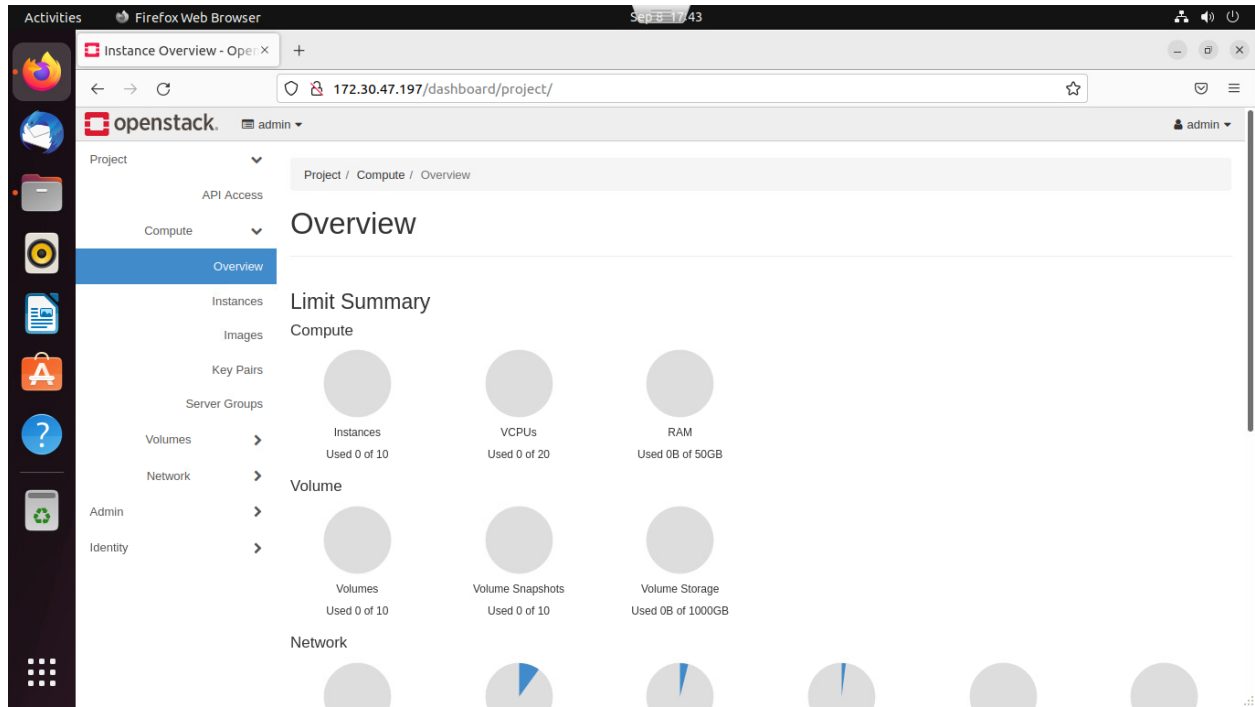 Activities Firefox Web Browser Sep 8 17:43
Instance Overview - Open × +
172.30.47.197/dashboard/project/
openstack. admin admin
Project
API Access
Compute
Overview
Instances
Images
Key Pairs
Server Groups
Volumes
Network
Admin
Identity
Project / Compute / Overview
Overview
Limit Summary
Compute
Instances VCPUs RAM
Used 0 of 10 Used 0 of 20 Used 0B of 50GB
Volume
Volumes Volume Snapshots Volume Storage
Used 0 of 10 Used 0 of 10 Used 0B of 1000GB
Network